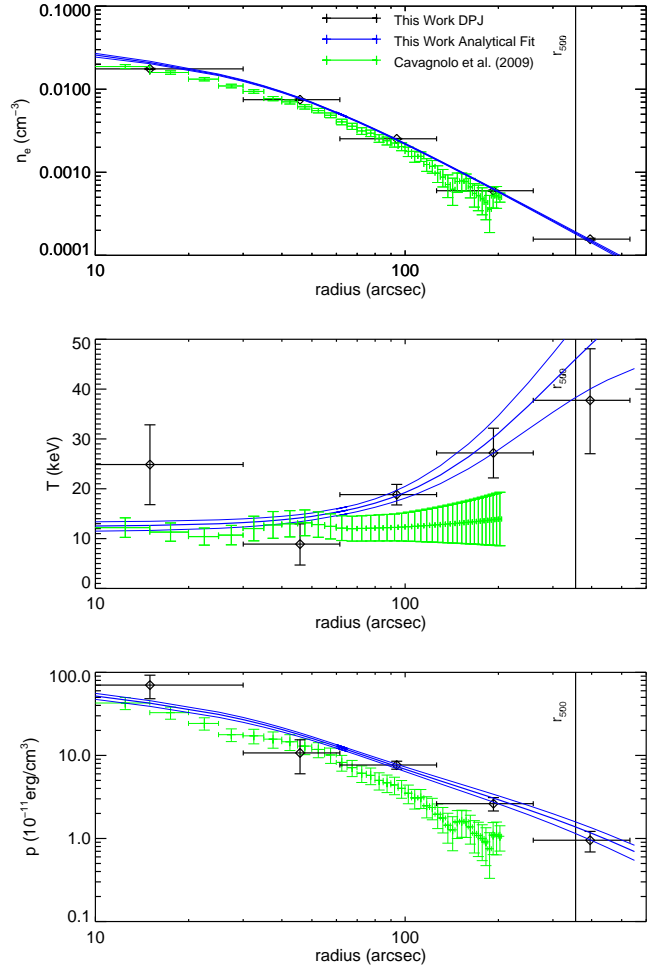 0.1000
0.0100
0.0010
0.0001
n_e (cm^-3)
This Work DPJ
This Work Analytical Fit
Cavagnolo et al. (2009)
r_500
10
100
radius (arcsec)
50
40
30
20
10
0
T (keV)
r_500
10
100
radius (arcsec)
100.0
10.0
1.0
0.1
p (10^-11 erg/cm^3)
r_500
10
100
radius (arcsec)